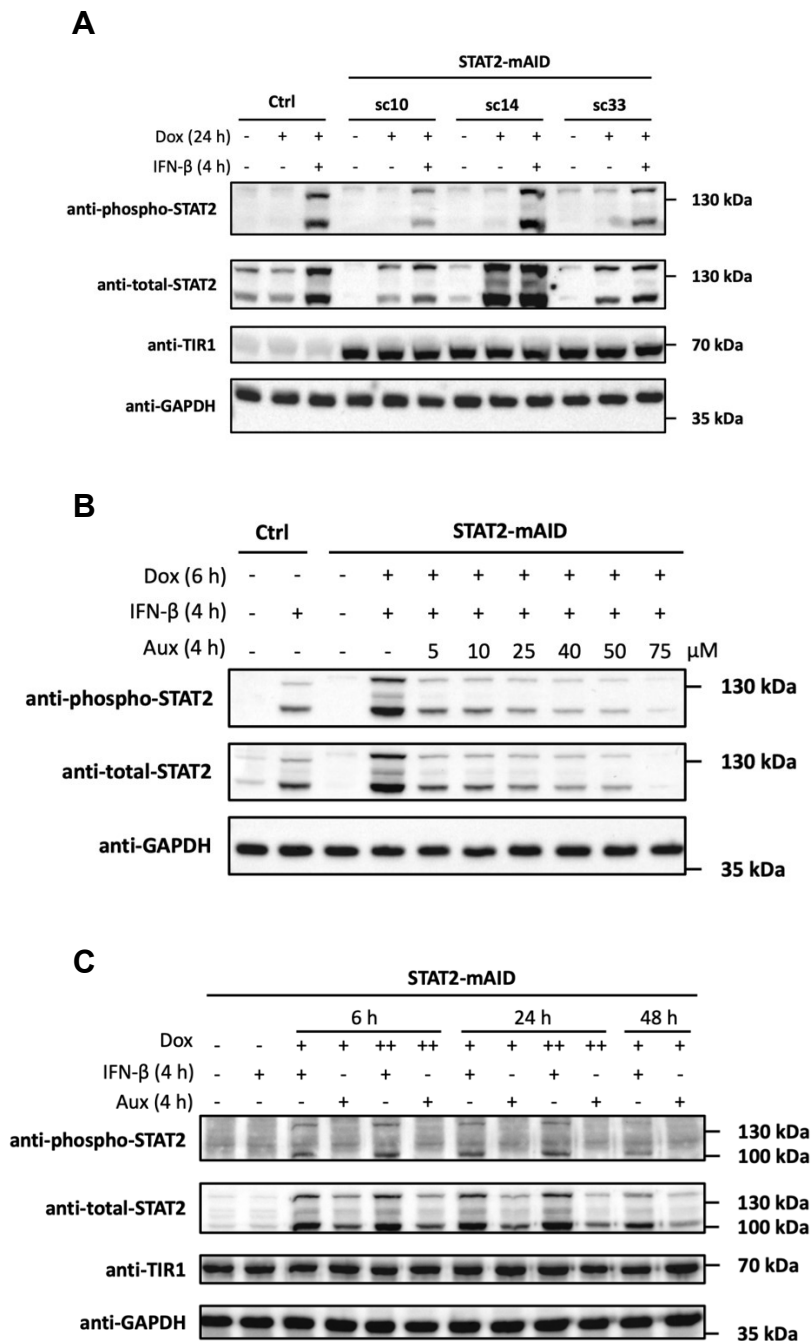 A
STAT2-mAID
Ctrl sc10 sc14 sc33
Dox (24 h) - + + - + + - + + - + +
IFN-β (4 h) - - + - - + - - + - - +
anti-phospho-STAT2 130 kDa
anti-total-STAT2 130 kDa
anti-TIR1 70 kDa
anti-GAPDH 35 kDa
B
Ctrl STAT2-mAID
Dox (6 h) - - - + + + + + + +
IFN-β (4 h) - + - + + + + + + +
Aux (4 h) - - - - 5 10 25 40 50 75 µM
anti-phospho-STAT2 130 kDa
anti-total-STAT2 130 kDa
anti-GAPDH 35 kDa
C
STAT2-mAID
6 h 24 h 48 h
Dox - - + + ++ ++ + + ++ ++ + +
IFN-β (4 h) - + + - + - + - + - + -
Aux (4 h) - - - + - + - + - + - +
anti-phospho-STAT2 130 kDa
100 kDa
anti-total-STAT2 130 kDa
100 kDa
anti-TIR1 70 kDa
anti-GAPDH 35 kDa